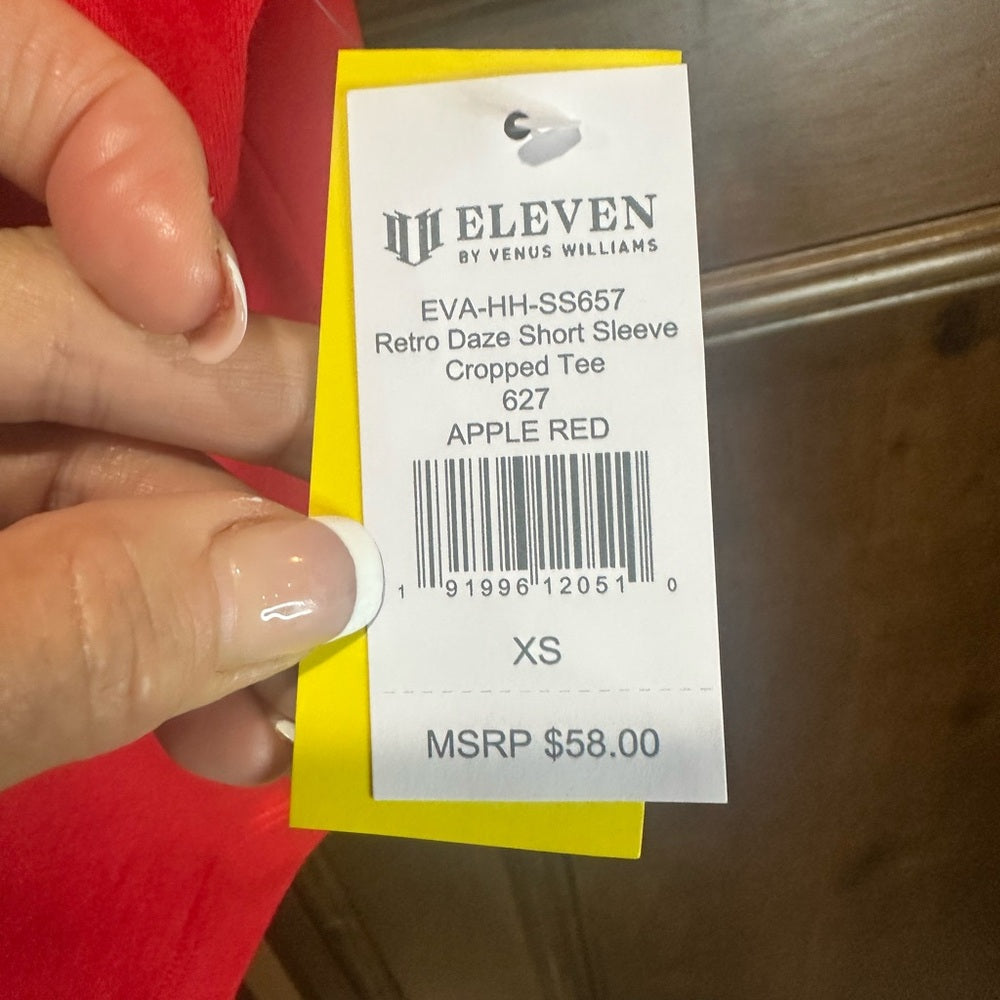 ELEVEN
BY VENUS WILLIAMS
EVA-HH-SS657
Retro Daze Short Sleeve
Cropped Tee
627
APPLE RED
1 91996 12051 0
XS
MSRP $58.00